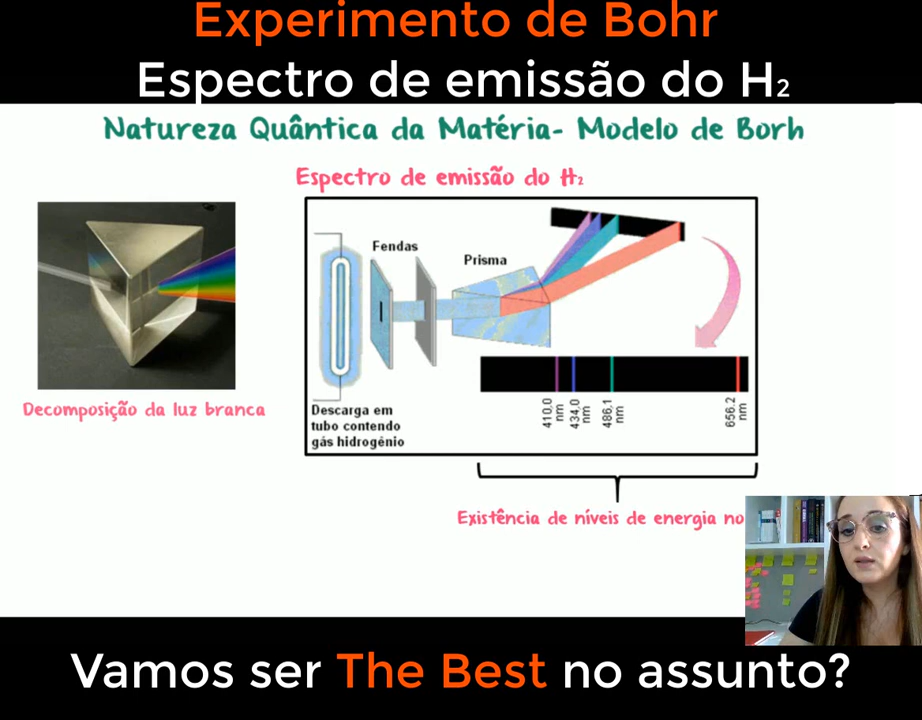 Experimento de Bohr
Espectro de emissão do H₂
Natureza Quântica da Matéria- Modelo de Borh
Espectro de emissão do H₂
Fendas
Prisma
Decomposição da luz branca
Descarga em
tubo contendo
gás hidrogênio
410,0
nm
434,0
nm
486,1
nm
656,2
nm
Existência de níveis de energia no
Vamos ser The Best no assunto?